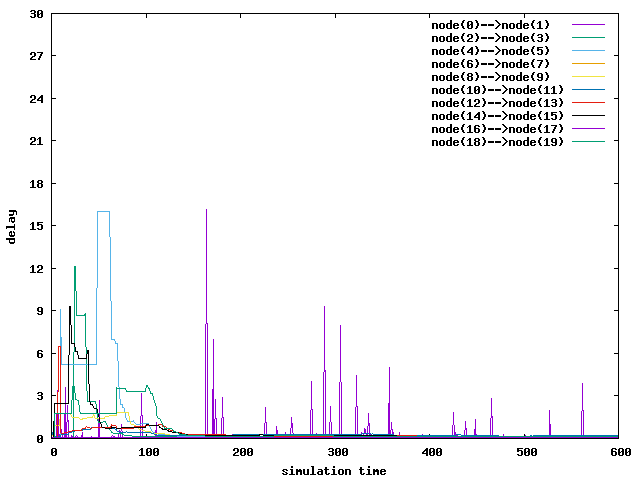 30
27
24
21
18
15
12
9
6
3
0
delay
node(0)-->node(1)
node(2)-->node(3)
node(4)-->node(5)
node(6)-->node(7)
node(8)-->node(9)
node(10)-->node(11)
node(12)-->node(13)
node(14)-->node(15)
node(16)-->node(17)
node(18)-->node(19)
0 100 200 300 400 500 600
simulation time